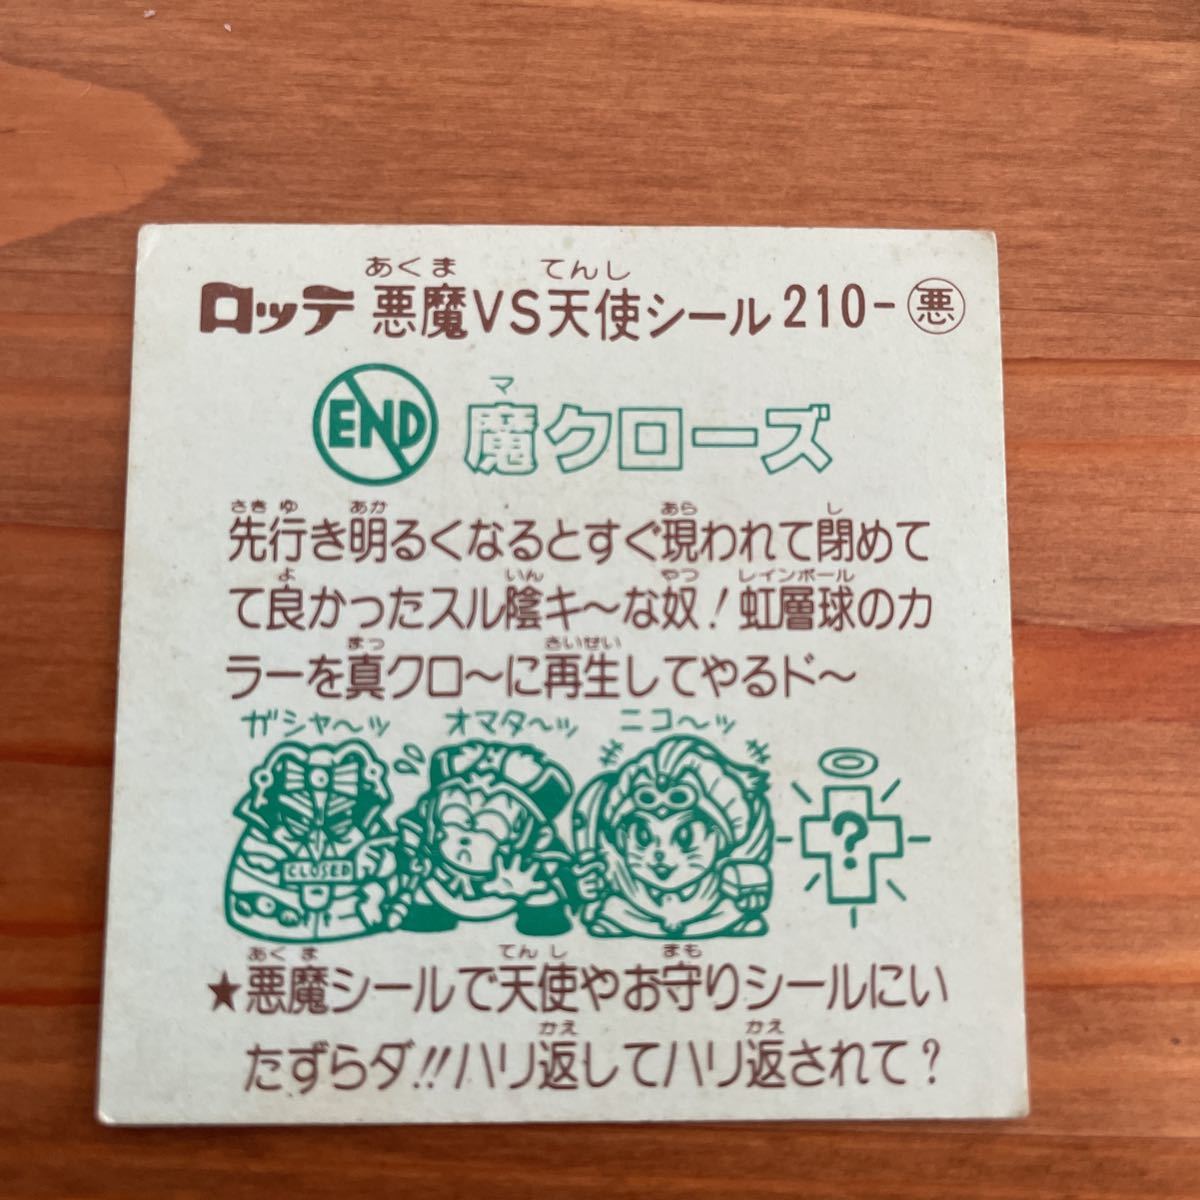 あくま てんし
ロッテ 悪魔VS天使シール 210-悪
END 魔クローズ
マ
さきゆ あか あら し
先行き明るくなるとすぐ現われて閉めて
よ いん やつ レインボール
て良かったスル陰キ〜な奴!虹層球のカ
まっ さいせい
ラーを真クロ〜に再生してやるド〜
ガシャ〜ッ オマタ〜ッ ニコ〜ッ
CLOSED
?
あくま てんし まも
★悪魔シールで天使やお守りシールにい
かえ かえ
たずらダ!!ハリ返してハリ返されて?